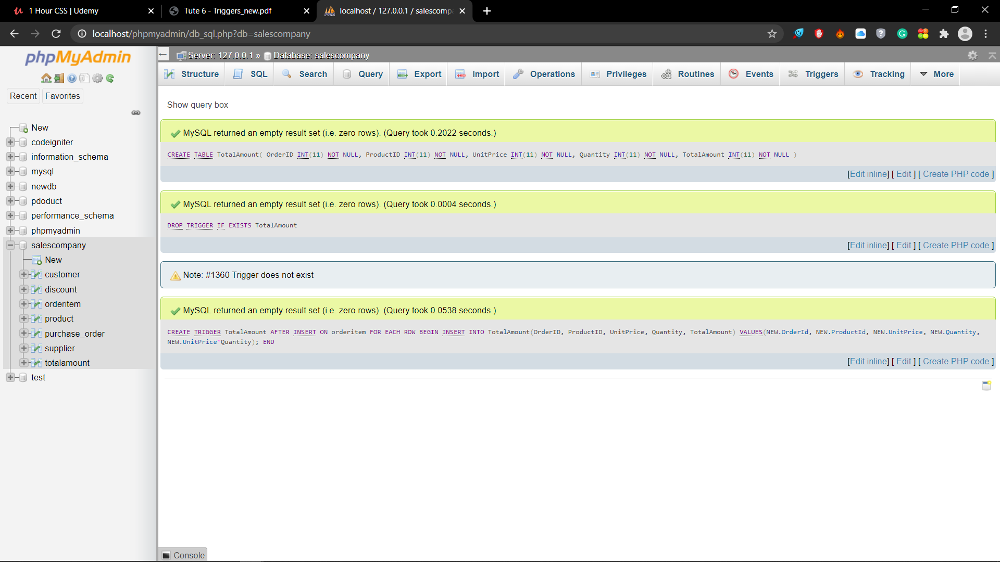 1 Hour CSS | Udemy
Tute 6 - Triggers_new.pdf
localhost / 127.0.0.1 / salescomp
localhost/phpmyadmin/db_sql.php?db=salescompany
phpMyAdmin
Recent
Favorites
New
codeigniter
information_schema
mysql
newdb
pdoduct
performance_schema
phpmyadmin
salescompany
New
customer
discount
orderitem
product
purchase_order
supplier
totalamount
test
Server: 127.0.0.1 » Database: salescompany
Structure
SQL
Search
Query
Export
Import
Operations
Privileges
Routines
Events
Triggers
Tracking
More
Show query box
MySQL returned an empty result set (i.e. zero rows). (Query took 0.2022 seconds.)
CREATE TABLE TotalAmount( OrderID INT(11) NOT NULL, ProductID INT(11) NOT NULL, UnitPrice INT(11) NOT NULL, Quantity INT(11) NOT NULL, TotalAmount INT(11) NOT NULL )
[Edit inline] [ Edit ] [ Create PHP code ]
MySQL returned an empty result set (i.e. zero rows). (Query took 0.0004 seconds.)
DROP TRIGGER IF EXISTS TotalAmount
[Edit inline] [ Edit ] [ Create PHP code ]
Note: #1360 Trigger does not exist
MySQL returned an empty result set (i.e. zero rows). (Query took 0.0538 seconds.)
CREATE TRIGGER TotalAmount AFTER INSERT ON orderitem FOR EACH ROW BEGIN INSERT INTO TotalAmount(OrderID, ProductID, UnitPrice, Quantity, TotalAmount) VALUES(NEW.OrderId, NEW.ProductId, NEW.UnitPrice, NEW.Quantity,
NEW.UnitPrice*Quantity); END
[Edit inline] [ Edit ] [ Create PHP code ]
Console